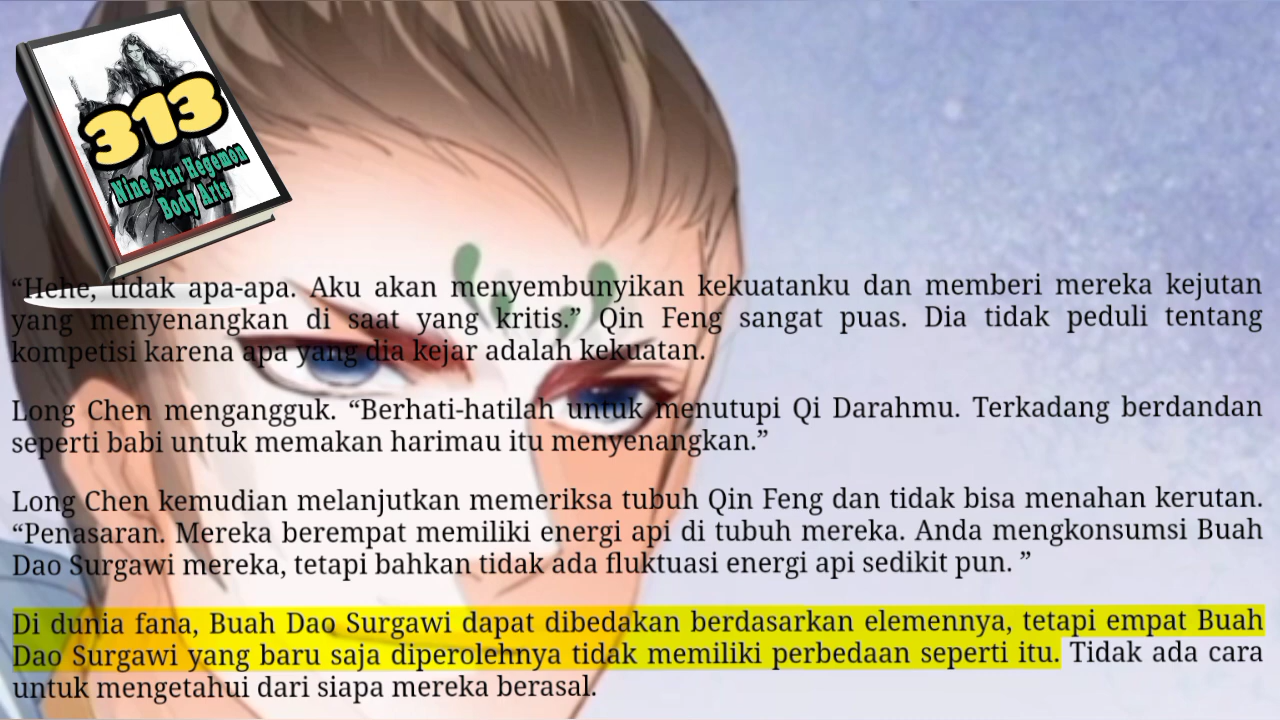 313
Nine Star Hegemon
Body Arts
“Hehe, tidak apa-apa. Aku akan menyembunyikan kekuatanku dan memberi mereka kejutan
yang menyenangkan di saat yang kritis.” Qin Feng sangat puas. Dia tidak peduli tentang
kompetisi karena apa yang dia kejar adalah kekuatan.
Long Chen mengangguk. “Berhati-hatilah untuk menutupi Qi Darahmu. Terkadang berdandan
seperti babi untuk memakan harimau itu menyenangkan.”
Long Chen kemudian melanjutkan memeriksa tubuh Qin Feng dan tidak bisa menahan kerutan.
“Penasaran. Mereka berempat memiliki energi api di tubuh mereka. Anda mengkonsumsi Buah
Dao Surgawi mereka, tetapi bahkan tidak ada fluktuasi energi api sedikit pun. ”
Di dunia fana, Buah Dao Surgawi dapat dibedakan berdasarkan elemennya, tetapi empat Buah
Dao Surgawi yang baru saja diperolehnya tidak memiliki perbedaan seperti itu. Tidak ada cara
untuk mengetahui dari siapa mereka berasal.